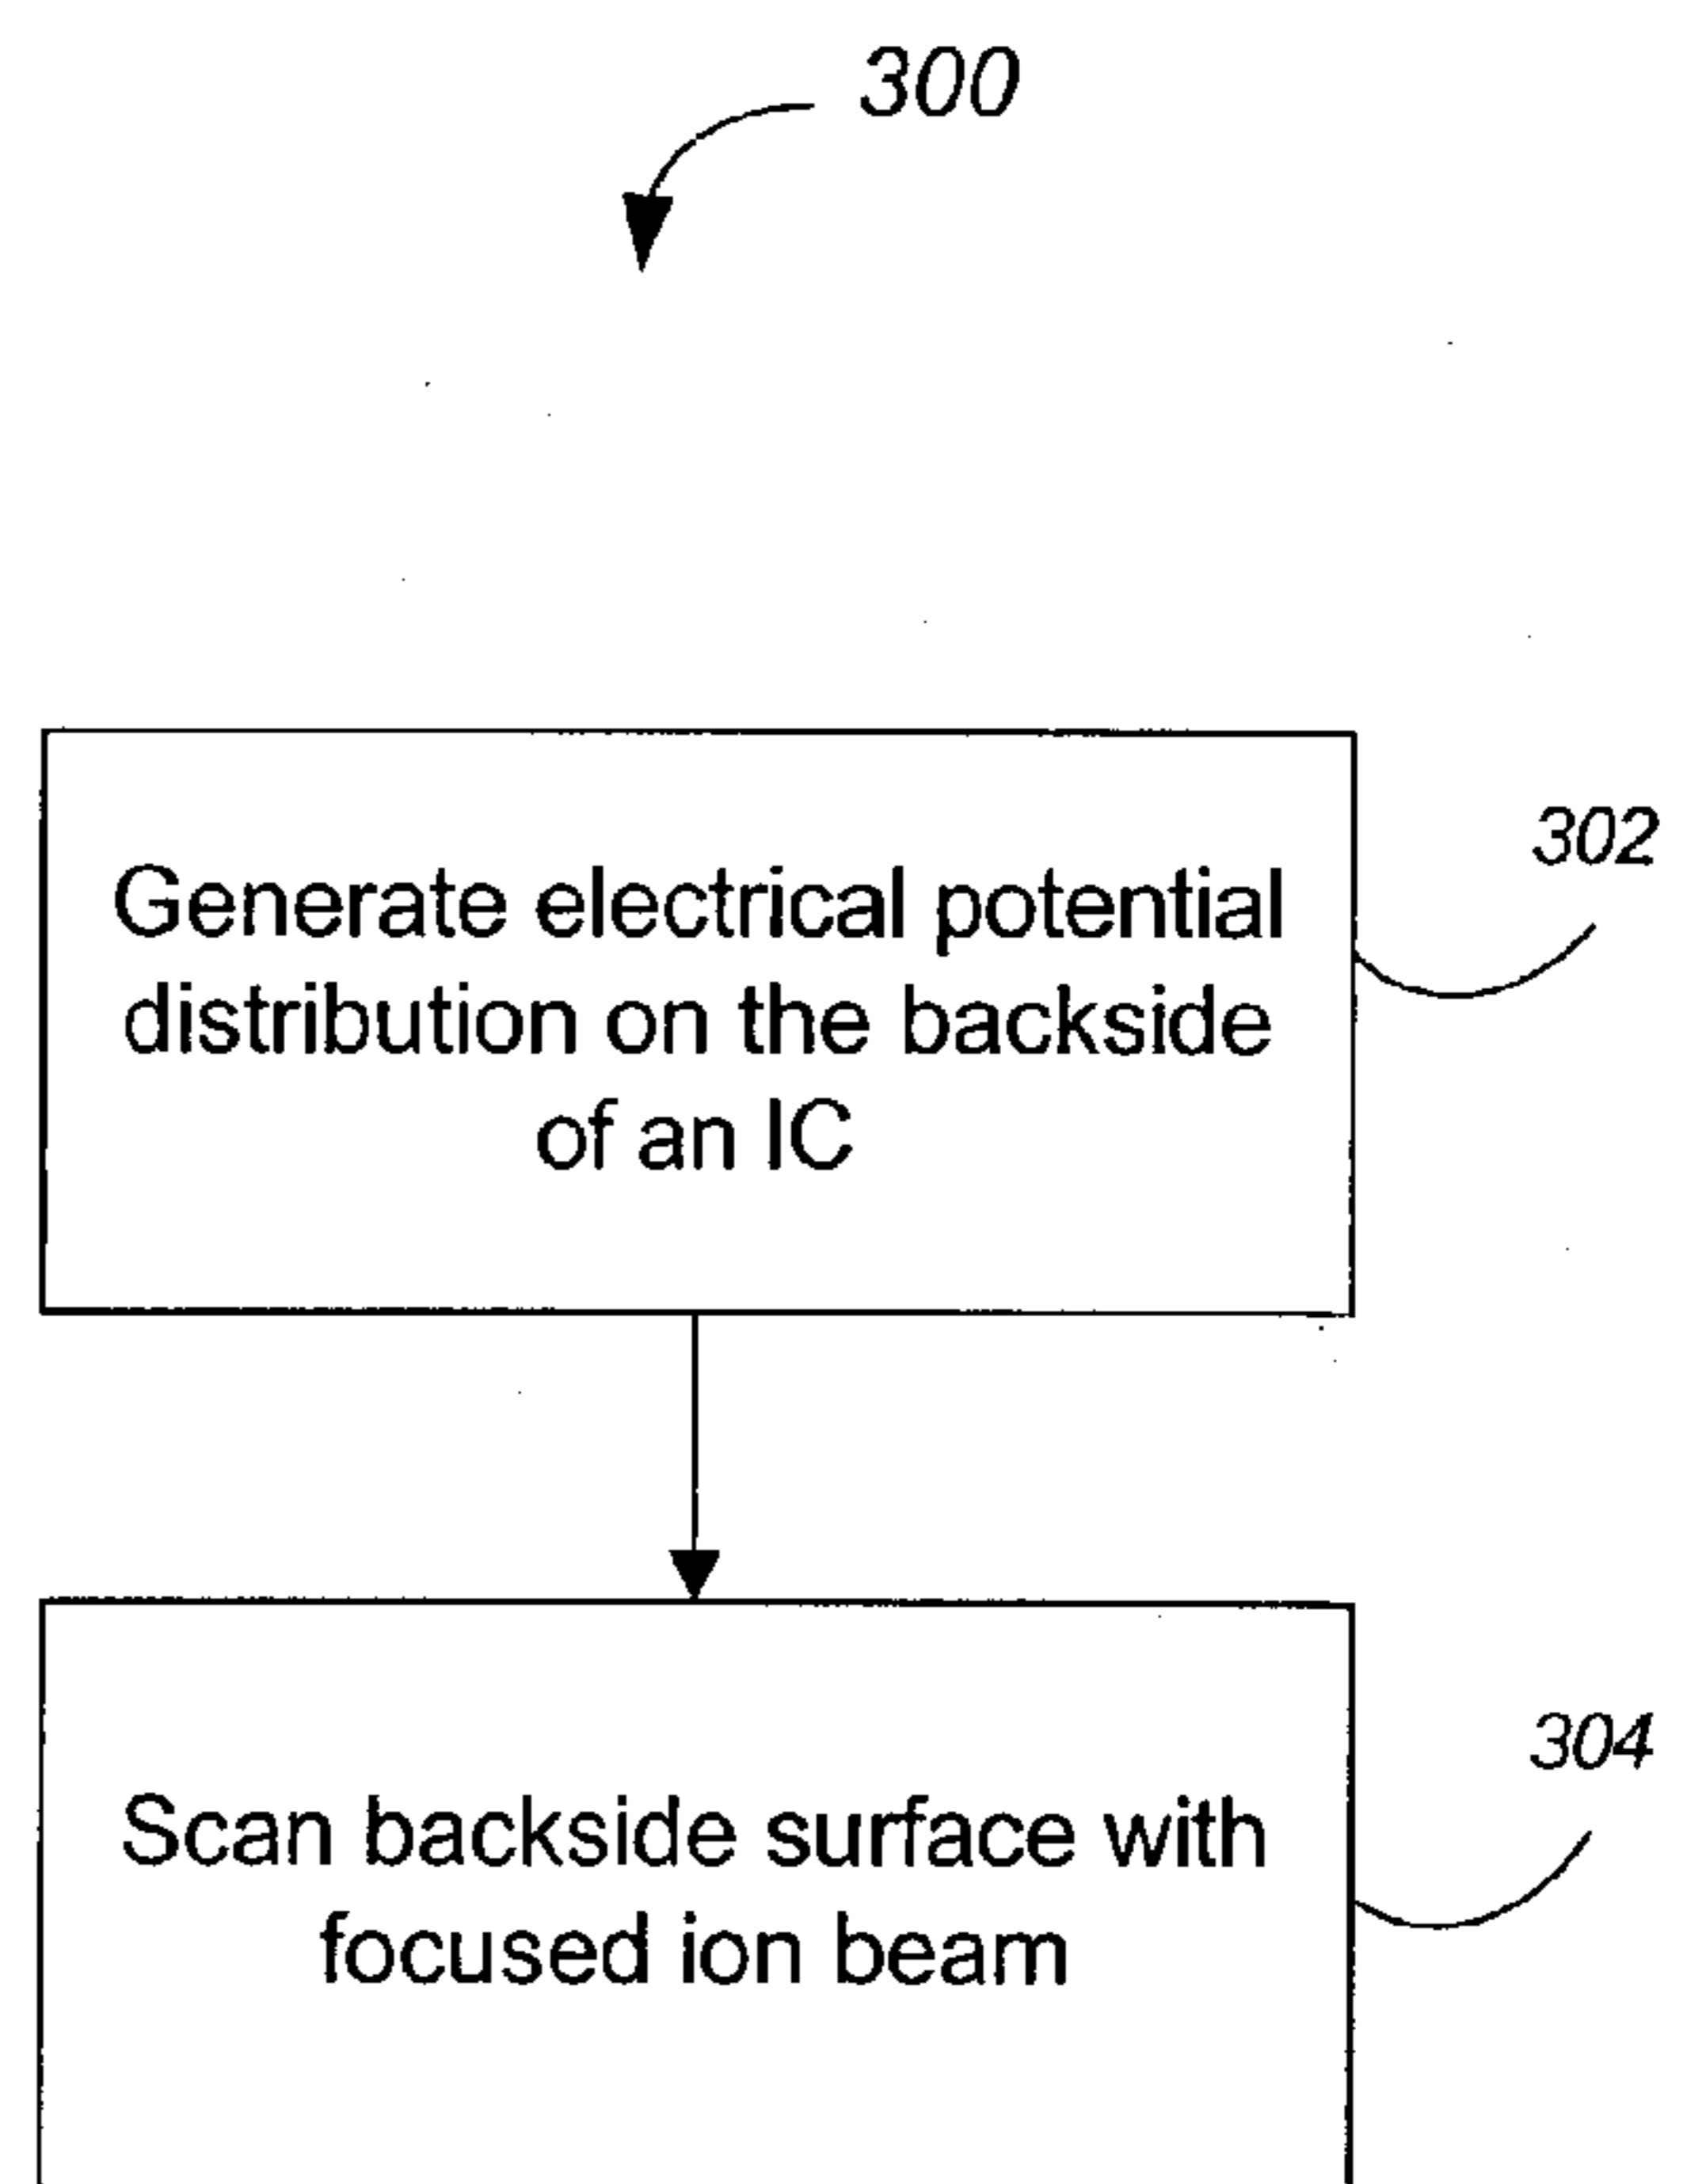 300
302
Generate electrical potential
distribution on the backside
of an IC
304
Scan backside surface with
focused ion beam